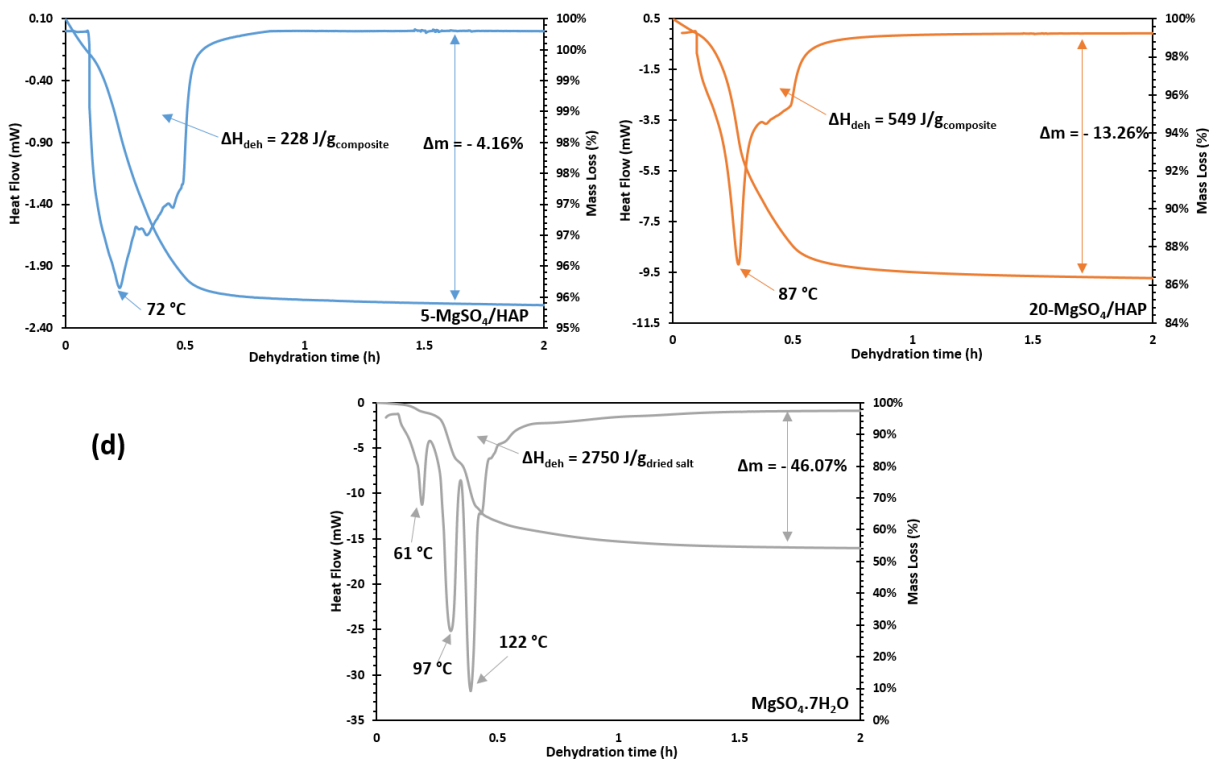 0.10
-0.40
-0.90
-1.40
-1.90
-2.40
Heat Flow (mW)
100%
100%
99%
99%
98%
98%
97%
97%
96%
96%
95%
Mass Loss (%)
ΔHdeh = 228 J/gcomposite
Δm = - 4.16%
72 °C
5-MgSO4/HAP
0
0.5
1
1.5
2
Dehydration time (h)
0.5
-1.5
-3.5
-5.5
-7.5
-9.5
-11.5
Heat Flow (mW)
100%
98%
96%
94%
92%
90%
88%
86%
84%
Mass Loss (%)
ΔHdeh = 549 J/gcomposite
Δm = - 13.26%
87 °C
20-MgSO4/HAP
0
0.5
1
1.5
2
Dehydration time (h)
(d)
0
-5
-10
-15
-20
-25
-30
-35
Heat Flow (mW)
100%
90%
80%
70%
60%
50%
40%
30%
20%
10%
0%
Mass Loss (%)
ΔHdeh = 2750 J/gdried salt
Δm = - 46.07%
61 °C
97 °C
122 °C
MgSO4.7H2O
0
0.5
1
1.5
2
Dehydration time (h)